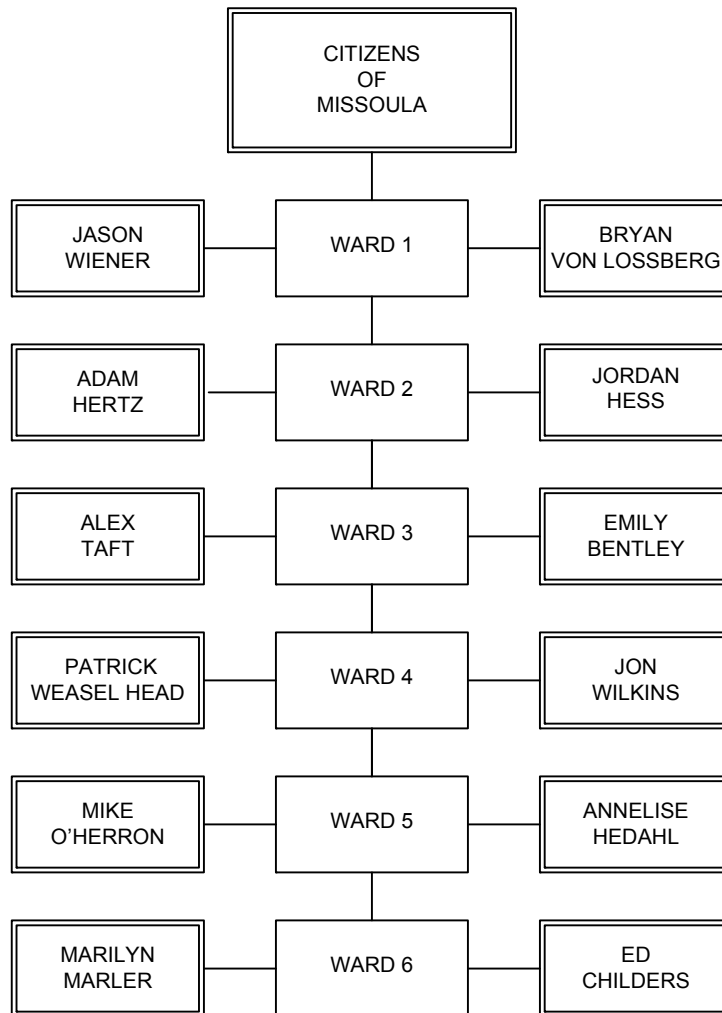 CITIZENS
OF
MISSOULA
JASON
WIENER
WARD 1
BRYAN
VON LOSSBERG
ADAM
HERTZ
WARD 2
JORDAN
HESS
ALEX
TAFT
WARD 3
EMILY
BENTLEY
PATRICK
WEASEL HEAD
WARD 4
JON
WILKINS
MIKE
O'HERRON
WARD 5
ANNELISE
HEDAHL
MARILYN
MARLER
WARD 6
ED
CHILDERS